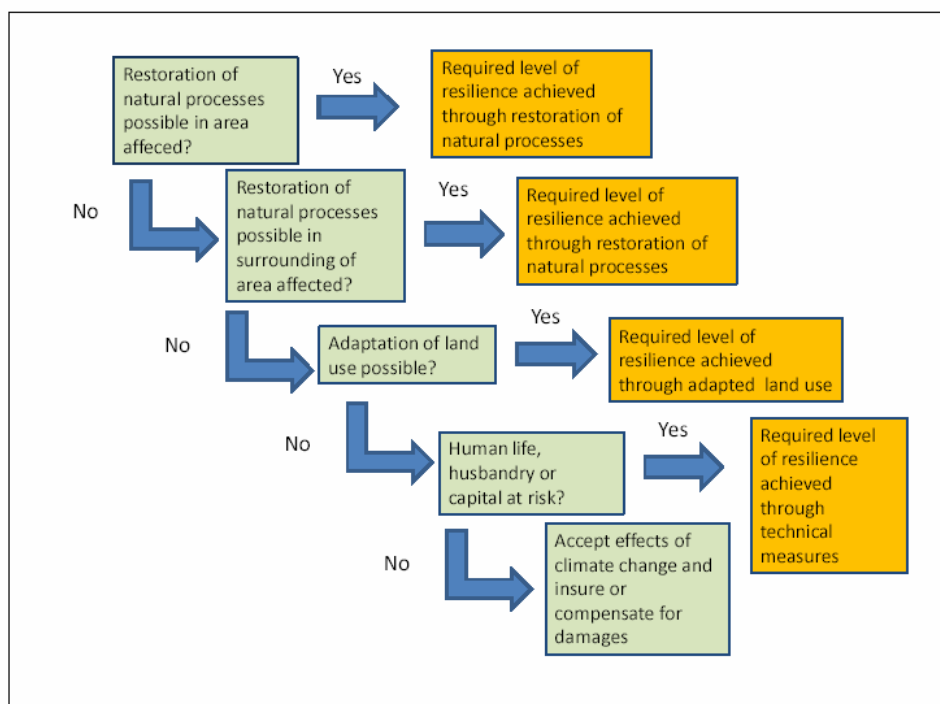 Restoration of
natural processes
possible in area
affeced?
Yes
Required level of
resilience achieved
through restoration of
natural processes
No
Restoration of
natural processes
possible in
surrounding of
area affected?
Yes
Required level of
resilience achieved
through restoration of
natural processes
No
Adaptation of land
use possible?
Yes
Required level of
resilience achieved
through adapted land use
No
Human life,
husbandry or
capital at risk?
Yes
Required level
of resilience
achieved
through
technical
measures
No
Accept effects of
climate change and
insure or
compensate for
damages